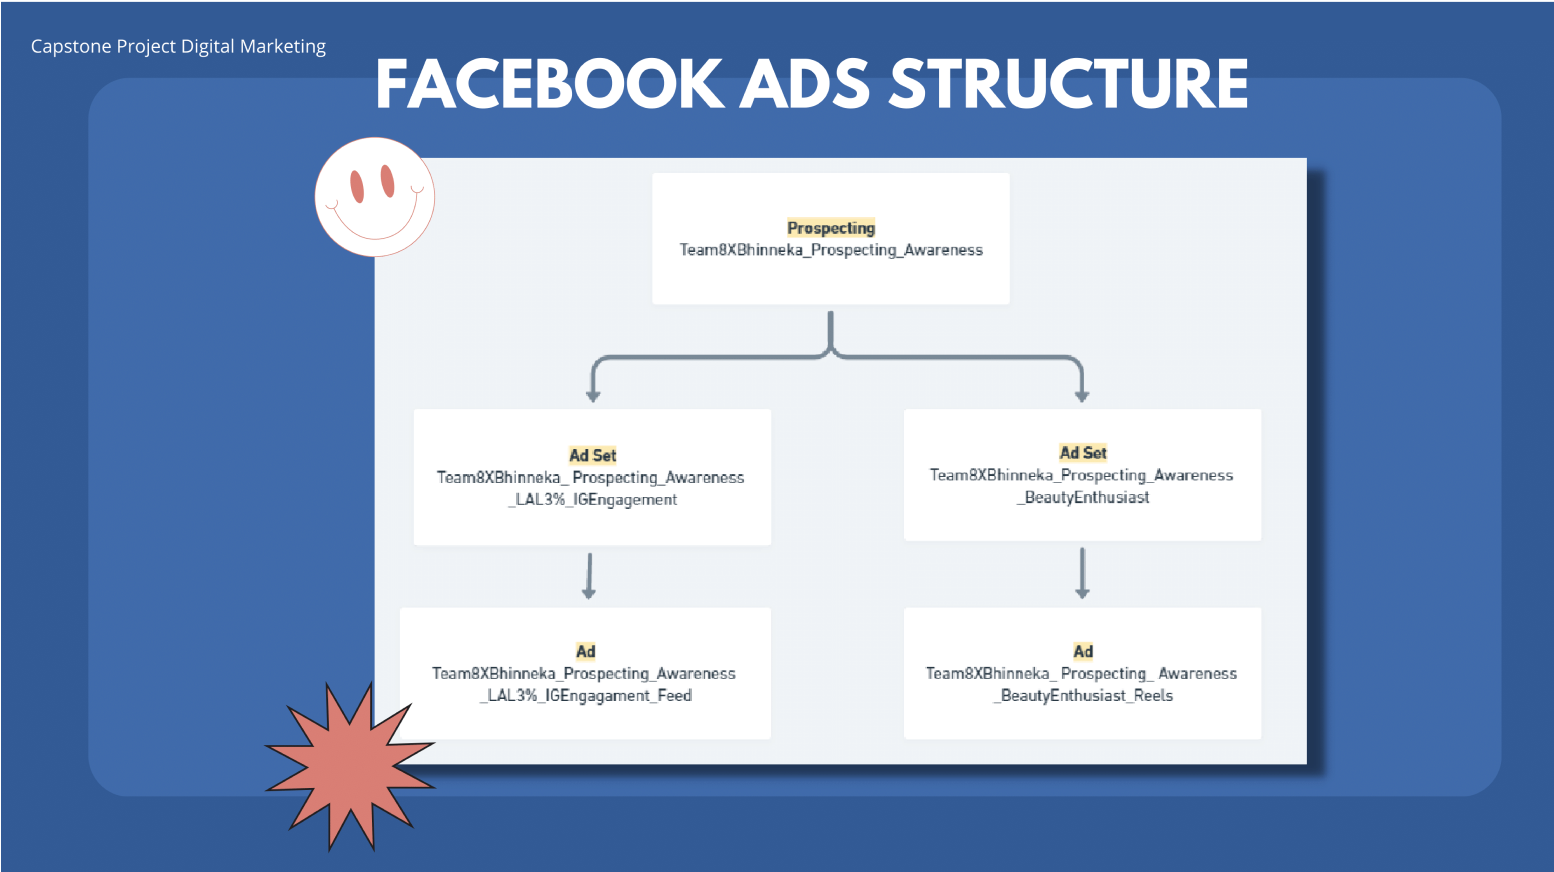 Capstone Project Digital Marketing
FACEBOOK ADS STRUCTURE
Prospecting
Team8XBhinneka_Prospecting_Awareness
Ad Set
Team8XBhinneka_ Prospecting_Awareness
_LAL3%_IGEngagement
Ad Set
Team8XBhinneka_Prospecting_Awareness
_BeautyEnthusiast
Ad
Team8XBhinneka_Prospecting_Awareness
_LAL3%_IGEngagament_Feed
Ad
Team8XBhinneka_ Prospecting_ Awareness
_BeautyEnthusiast_Reels